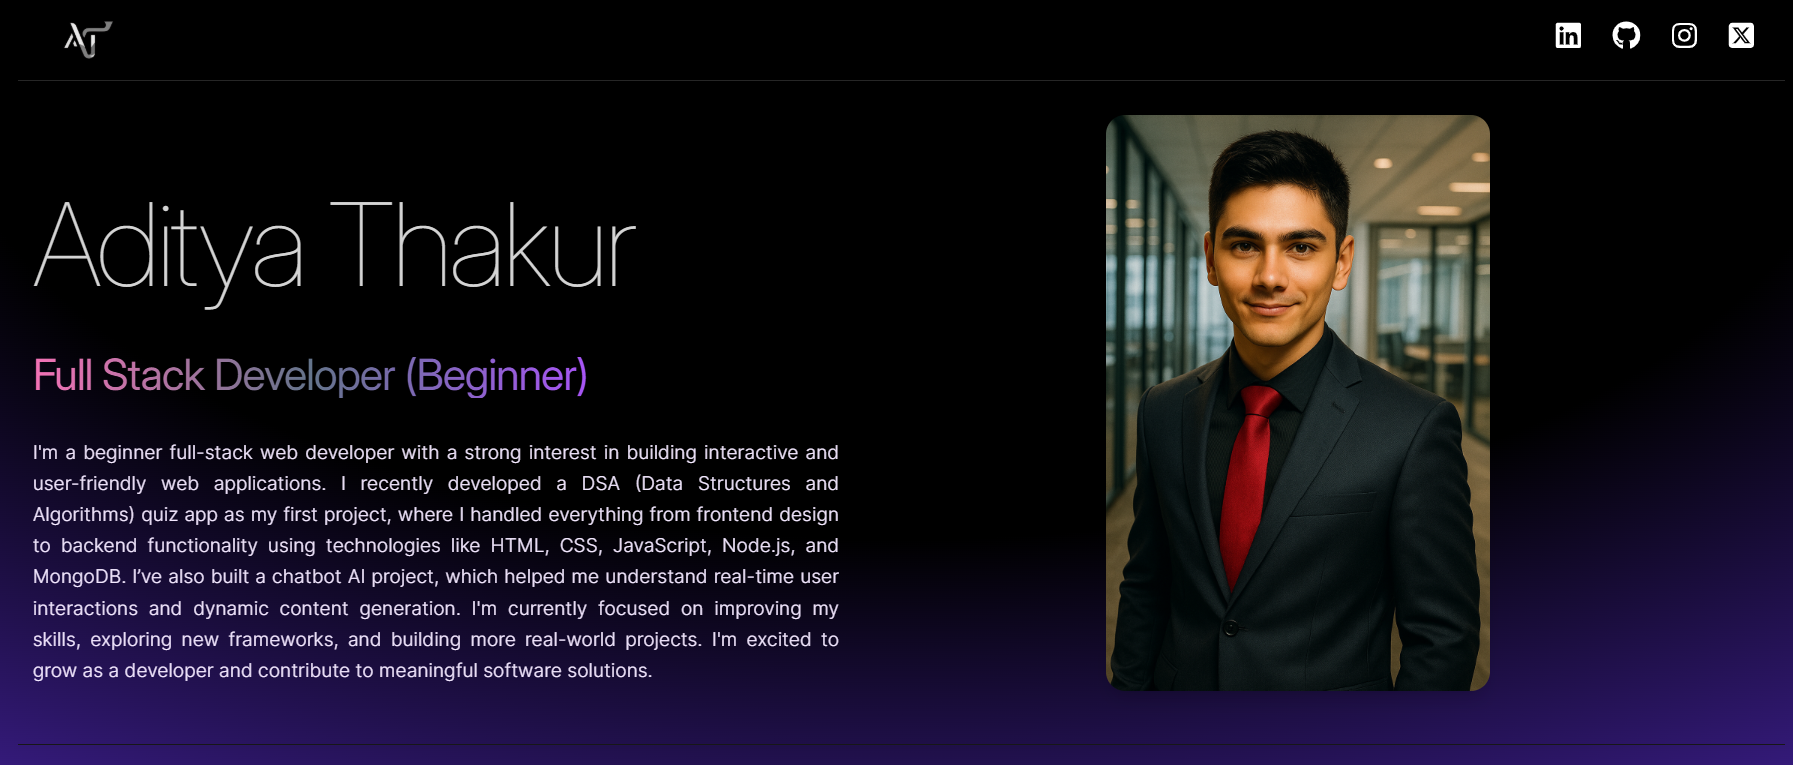 AT
Aditya Thakur
Full Stack Developer (Beginner)
I'm a beginner full-stack web developer with a strong interest in building interactive and
user-friendly web applications. I recently developed a DSA (Data Structures and
Algorithms) quiz app as my first project, where I handled everything from frontend design
to backend functionality using technologies like HTML, CSS, JavaScript, Node.js, and
MongoDB. I’ve also built a chatbot AI project, which helped me understand real-time user
interactions and dynamic content generation. I'm currently focused on improving my
skills, exploring new frameworks, and building more real-world projects. I'm excited to
grow as a developer and contribute to meaningful software solutions.